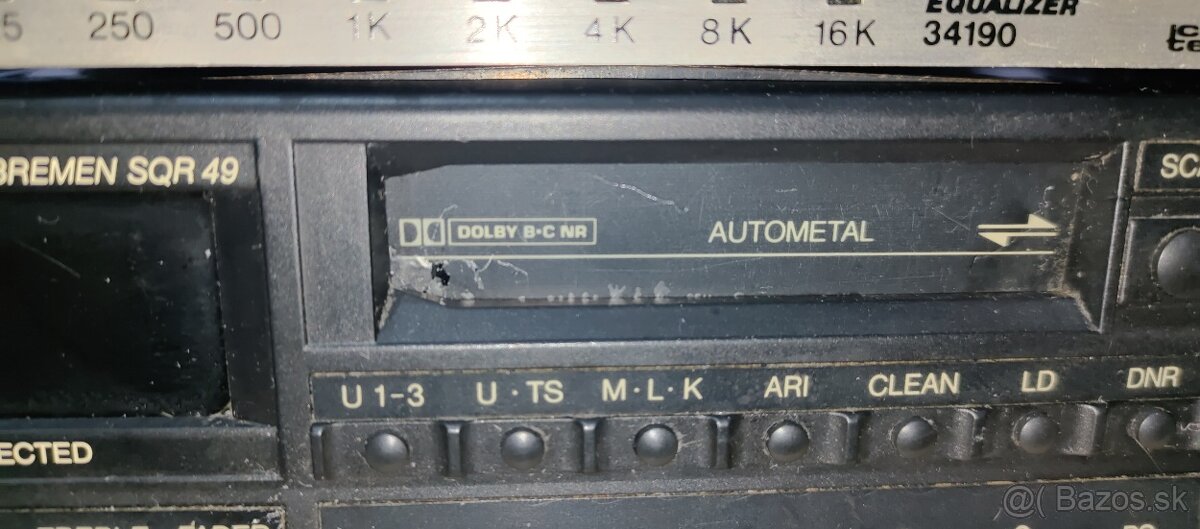 250 500 1K 2K 4K 8K 16K
EQUALIZER
34190
BREMEN SQR 49
DOLBY B·C NR
AUTOMETAL
U 1-3 U·TS M·L·K ARI CLEAN LD DNR
@( Bazos.sk